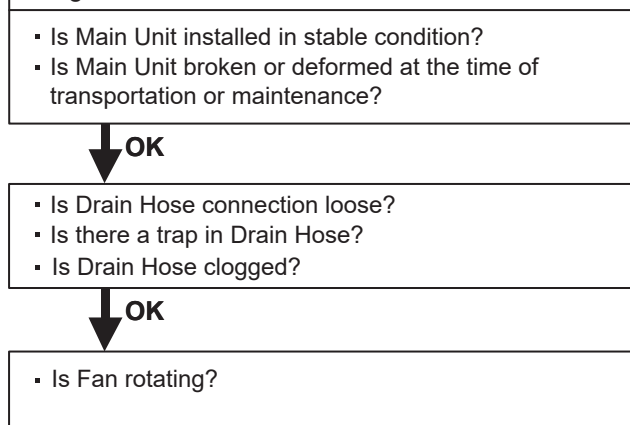 ▪ Is Main Unit installed in stable condition?
▪ Is Main Unit broken or deformed at the time of
transportation or maintenance?
OK
▪ Is Drain Hose connection loose?
▪ Is there a trap in Drain Hose?
▪ Is Drain Hose clogged?
OK
▪ Is Fan rotating?